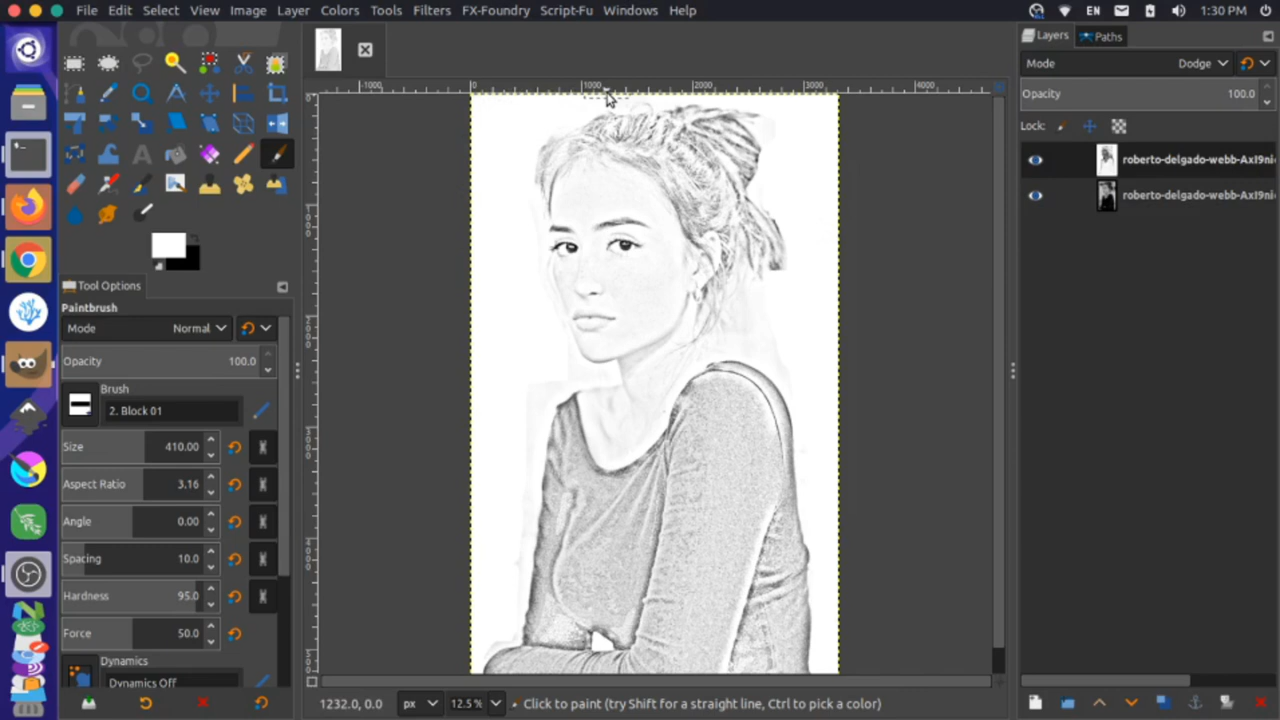 File Edit Select View Image Layer Colors Tools Filters FX-Foundry Script-Fu Windows Help EN 1:30 PM
Layers Paths
Mode Dodge
Opacity 100.0
Lock:
roberto-delgado-webb-AxI9ni
roberto-delgado-webb-AxI9ni
1000 0 1000 2000 3000 4000
Tool Options
Paintbrush
Mode Normal
Opacity 100.0
Brush
2. Block 01
Size 410.00
Aspect Ratio 3.16
Angle 0.00
Spacing 10.0
Hardness 95.0
Force 50.0
Dynamics
Dynamics Off
1232.0, 0.0 px 12.5% Click to paint (try Shift for a straight line, Ctrl to pick a color)